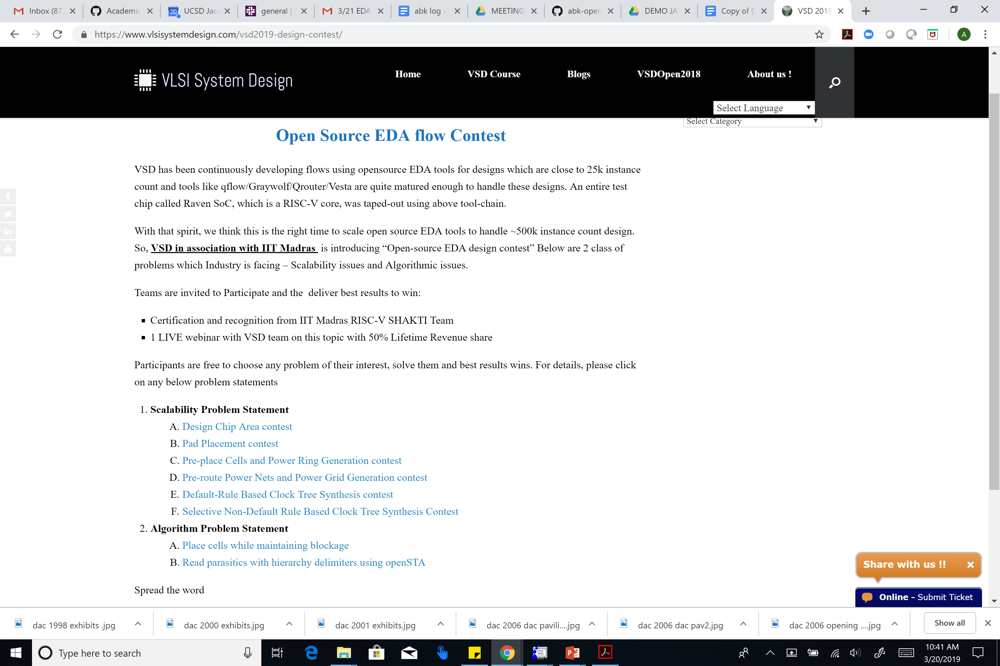 Inbox (87,
Academic
20
UCSD Jac
general |
3/21 EDA
abk log -
MEETING
abk-open
DEMO JA
Copy of D
VSD 2019
https://www.vlsisystemdesign.com/vsd2019-design-contest/
A
VLSI System Design
Home
VSD Course
Blogs
VSDOpen2018
About us !
Select Language
Select Category
Open Source EDA flow Contest
VSD has been continuously developing flows using opensource EDA tools for designs which are close to 25k instance
count and tools like qflow/Graywolf/Qrouter/Vesta are quite matured enough to handle these designs. An entire test
chip called Raven SoC, which is a RISC-V core, was taped-out using above tool-chain.
With that spirit, we think this is the right time to scale open source EDA tools to handle ~500k instance count design.
So, VSD in association with IIT Madras is introducing “Open-source EDA design contest” Below are 2 class of
problems which Industry is facing – Scalability issues and Algorithmic issues.
Teams are invited to Participate and the deliver best results to win:
▪ Certification and recognition from IIT Madras RISC-V SHAKTI Team
▪ 1 LIVE webinar with VSD team on this topic with 50% Lifetime Revenue share
Participants are free to choose any problem of their interest, solve them and best results wins. For details, please click
on any below problem statements
1. Scalability Problem Statement
A. Design Chip Area contest
B. Pad Placement contest
C. Pre-place Cells and Power Ring Generation contest
D. Pre-route Power Nets and Power Grid Generation contest
E. Default-Rule Based Clock Tree Synthesis contest
F. Selective Non-Default Rule Based Clock Tree Synthesis Contest
2. Algorithm Problem Statement
A. Place cells while maintaining blockage
B. Read parasitics with hierarchy delimiters using openSTA
Spread the word
Share with us !!
Online - Submit Ticket
dac 1998 exhibits .jpg
dac 2000 exhibits.jpg
dac 2001 exhibits.jpg
dac 2006 dac pavili....jpg
dac 2006 dac pav2.jpg
dac 2006 opening ....jpg
Show all
Type here to search
10:41 AM
3/20/2019